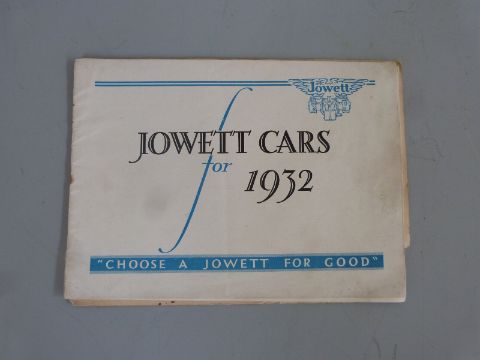 Jowett
JOWETT CARS
for
1932
"CHOOSE A JOWETT FOR GOOD"